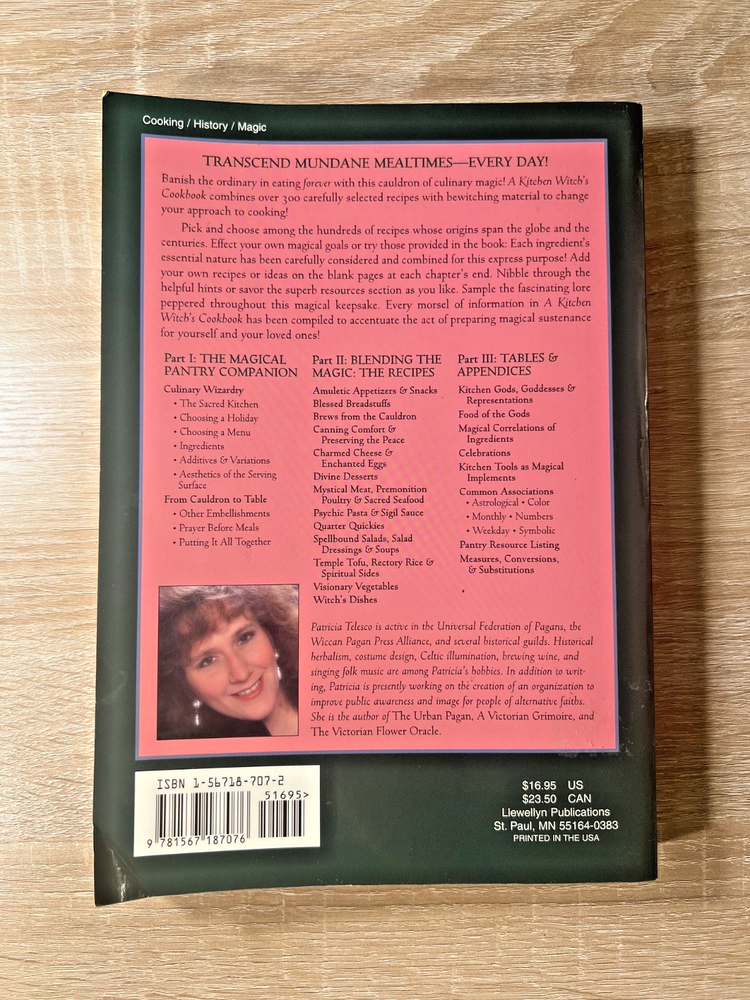 Cooking / History / Magic
TRANSCEND MUNDANE MEALTIMES—EVERY DAY!
Banish the ordinary in eating forever with this cauldron of culinary magic! A Kitchen Witch's
Cookbook combines over 300 carefully selected recipes with bewitching material to change
your approach to cooking!
Pick and choose among the hundreds of recipes whose origins span the globe and the
centuries. Effect your own magical goals or try those provided in the book: Each ingredient's
essential nature has been carefully considered and combined for this express purpose! Add
your own recipes or ideas on the blank pages at each chapter's end. Nibble through the
helpful hints or savor the superb resources section as you like. Sample the fascinating lore
peppered throughout this magical keepsake. Every morsel of information in A Kitchen
Witch's Cookbook has been compiled to accentuate the act of preparing magical sustenance
for yourself and your loved ones!
Part I: THE MAGICAL
PANTRY COMPANION
Culinary Wizardry
• The Sacred Kitchen
• Choosing a Holiday
• Choosing a Menu
• Ingredients
• Additives & Variations
• Aesthetics of the Serving
Surface
From Cauldron to Table
• Other Embellishments
• Prayer Before Meals
• Putting It All Together
Part II: BLENDING THE
MAGIC: THE RECIPES
Amuletic Appetizers & Snacks
Blessed Breadstuffs
Brews from the Cauldron
Canning Comfort &
Preserving the Peace
Charmed Cheese &
Enchanted Eggs
Divine Desserts
Mystical Meat, Premonition
Poultry & Sacred Seafood
Psychic Pasta & Sigil Sauce
Quarter Quickies
Spellbound Salads, Salad
Dressings & Soups
Temple Tofu, Rectory Rice &
Spiritual Sides
Visionary Vegetables
Witch's Dishes
Part III: TABLES &
APPENDICES
Kitchen Gods, Goddesses &
Representations
Food of the Gods
Magical Correlations of
Ingredients
Celebrations
Kitchen Tools as Magical
Implements
Common Associations
• Astrological • Color
• Monthly • Numbers
• Weekday • Symbolic
Pantry Resource Listing
Measures, Conversions,
& Substitutions
Patricia Telesco is active in the Universal Federation of Pagans, the
Wiccan Pagan Press Alliance, and several historical guilds. Historical
herbalism, costume design, Celtic illumination, brewing wine, and
singing folk music are among Patricia's hobbies. In addition to writ-
ing, Patricia is presently working on the creation of an organization to
improve public awareness and image for people of alternative faiths.
She is the author of The Urban Pagan, A Victorian Grimoire, and
The Victorian Flower Oracle.
ISBN 1-56718-707-2
51695>
9 781567 187076
$16.95 US
$23.50 CAN
Llewellyn Publications
St. Paul, MN 55164-0383
PRINTED IN THE USA